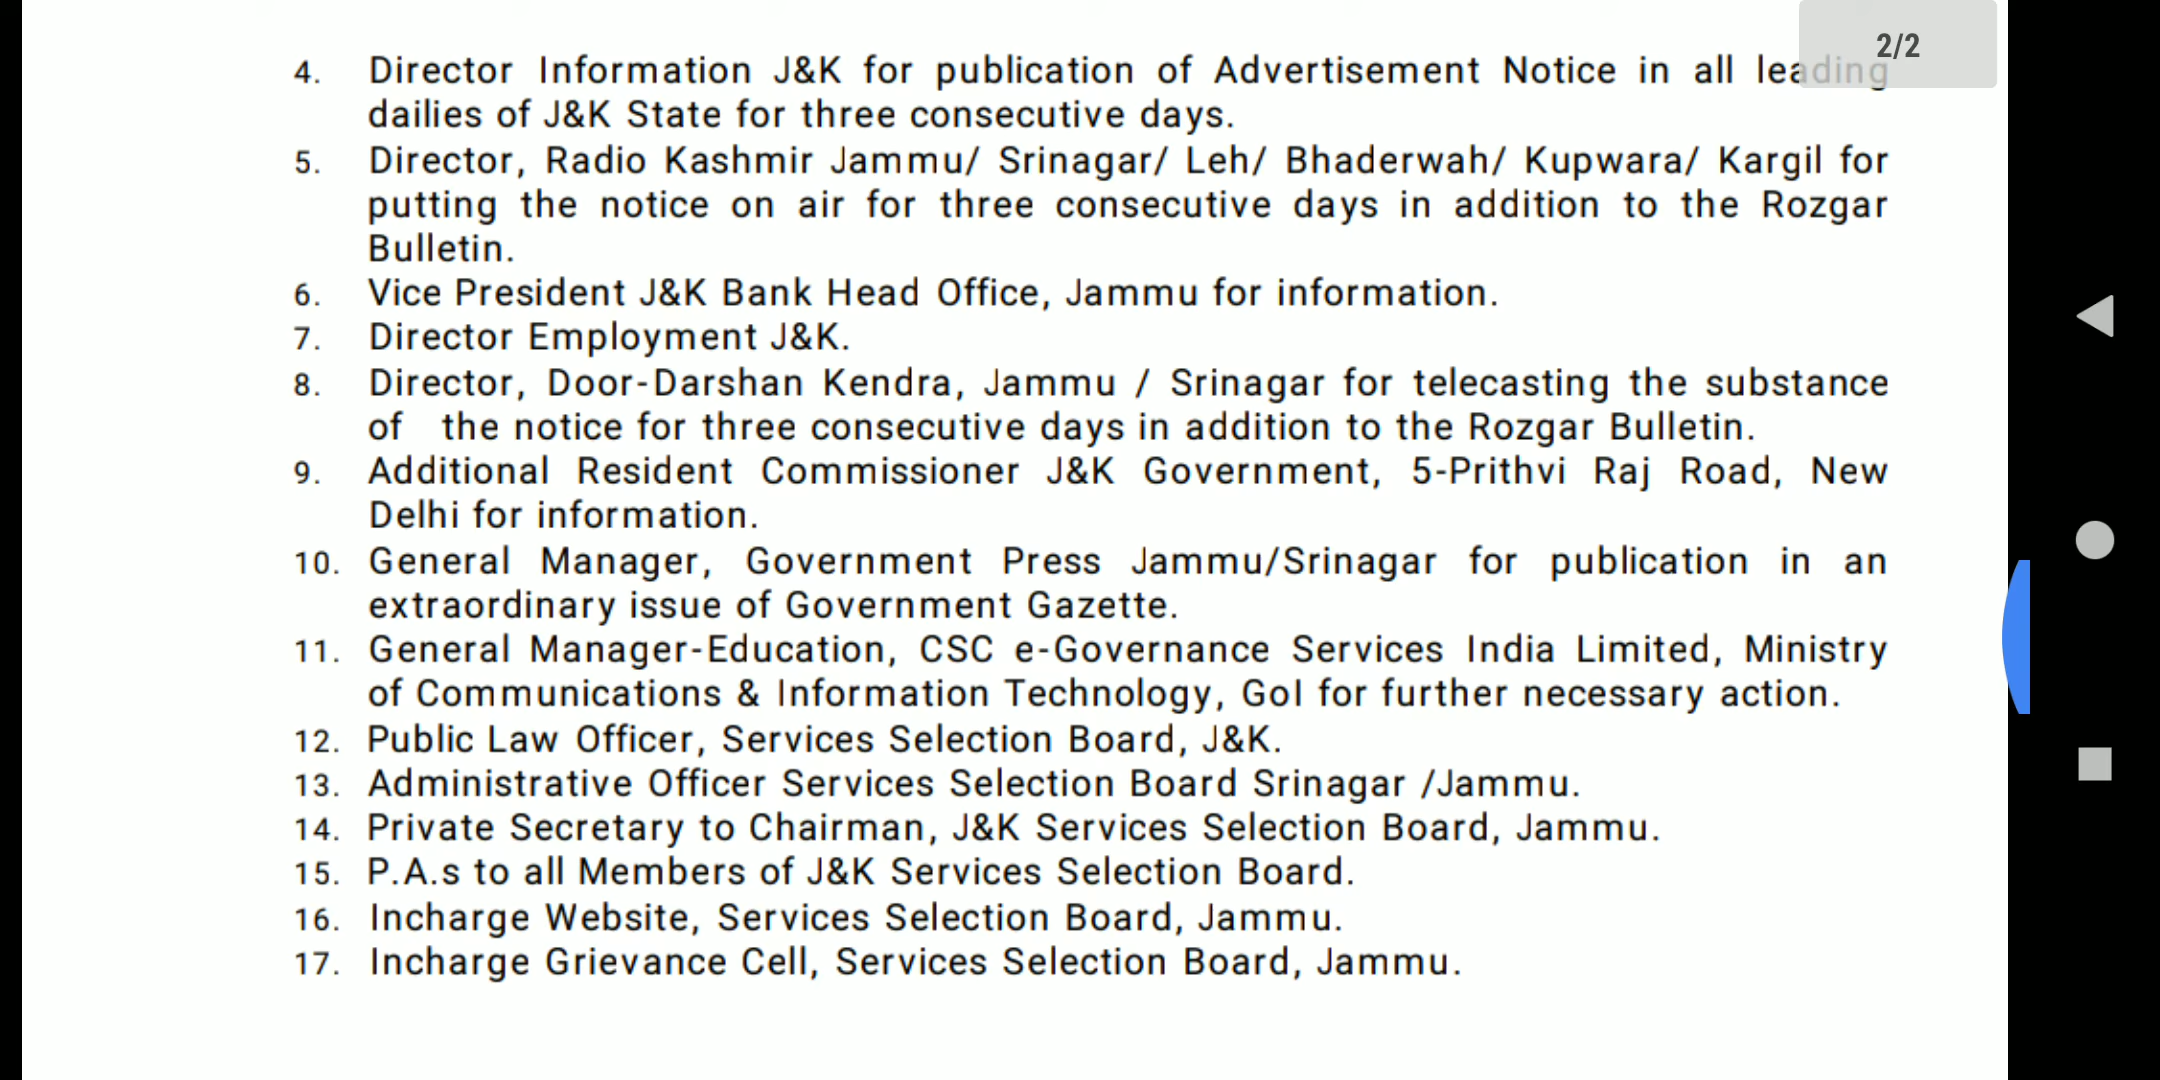 2/2
4. Director Information J&K for publication of Advertisement Notice in all leading
dailies of J&K State for three consecutive days.
5. Director, Radio Kashmir Jammu/ Srinagar/ Leh/ Bhaderwah/ Kupwara/ Kargil for
putting the notice on air for three consecutive days in addition to the Rozgar
Bulletin.
6. Vice President J&K Bank Head Office, Jammu for information.
7. Director Employment J&K.
8. Director, Door-Darshan Kendra, Jammu / Srinagar for telecasting the substance
of the notice for three consecutive days in addition to the Rozgar Bulletin.
9. Additional Resident Commissioner J&K Government, 5-Prithvi Raj Road, New
Delhi for information.
10. General Manager, Government Press Jammu/Srinagar for publication in an
extraordinary issue of Government Gazette.
11. General Manager-Education, CSC e-Governance Services India Limited, Ministry
of Communications & Information Technology, GoI for further necessary action.
12. Public Law Officer, Services Selection Board, J&K.
13. Administrative Officer Services Selection Board Srinagar /Jammu.
14. Private Secretary to Chairman, J&K Services Selection Board, Jammu.
15. P.A.s to all Members of J&K Services Selection Board.
16. Incharge Website, Services Selection Board, Jammu.
17. Incharge Grievance Cell, Services Selection Board, Jammu.